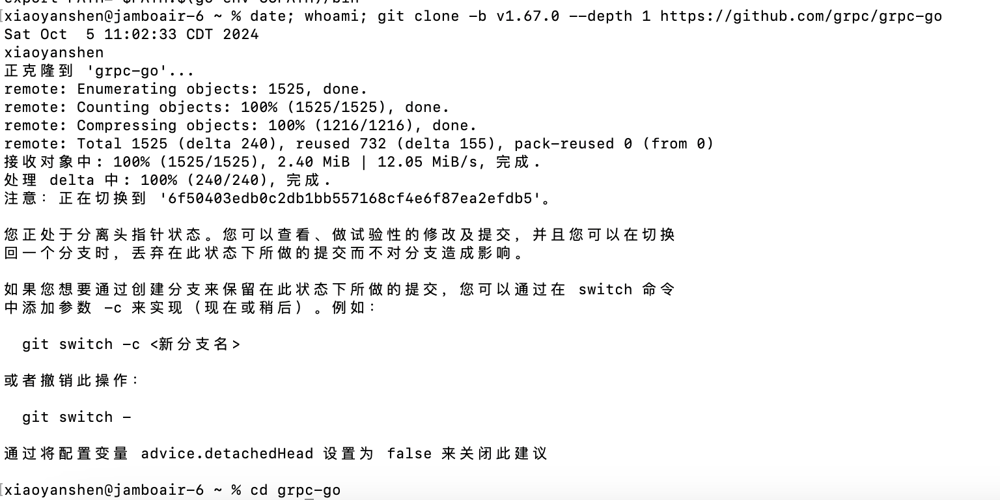 export PATH="$PATH:$(go env GOPATH)/bin"
xiaoyanshen@jamboair-6 ~ % date; whoami; git clone -b v1.67.0 --depth 1 https://github.com/grpc/grpc-go
Sat Oct  5 11:02:33 CDT 2024
xiaoyanshen
正克隆到 'grpc-go'...
remote: Enumerating objects: 1525, done.
remote: Counting objects: 100% (1525/1525), done.
remote: Compressing objects: 100% (1216/1216), done.
remote: Total 1525 (delta 240), reused 732 (delta 155), pack-reused 0 (from 0)
接收对象中: 100% (1525/1525), 2.40 MiB | 12.05 MiB/s, 完成.
处理 delta 中: 100% (240/240), 完成.
注意：正在切换到 '6f50403edb0c2db1bb557168cf4e6f87ea2efdb5'。
您正处于分离头指针状态。您可以查看、做试验性的修改及提交，并且您可以在切换
回一个分支时，丢弃在此状态下所做的提交而不对分支造成影响。
如果您想要通过创建分支来保留在此状态下所做的提交，您可以通过在 switch 命令
中添加参数 -c 来实现（现在或稍后）。例如：
  git switch -c <新分支名>
或者撤销此操作：
  git switch -
通过将配置变量 advice.detachedHead 设置为 false 来关闭此建议
xiaoyanshen@jamboair-6 ~ % cd grpc-go